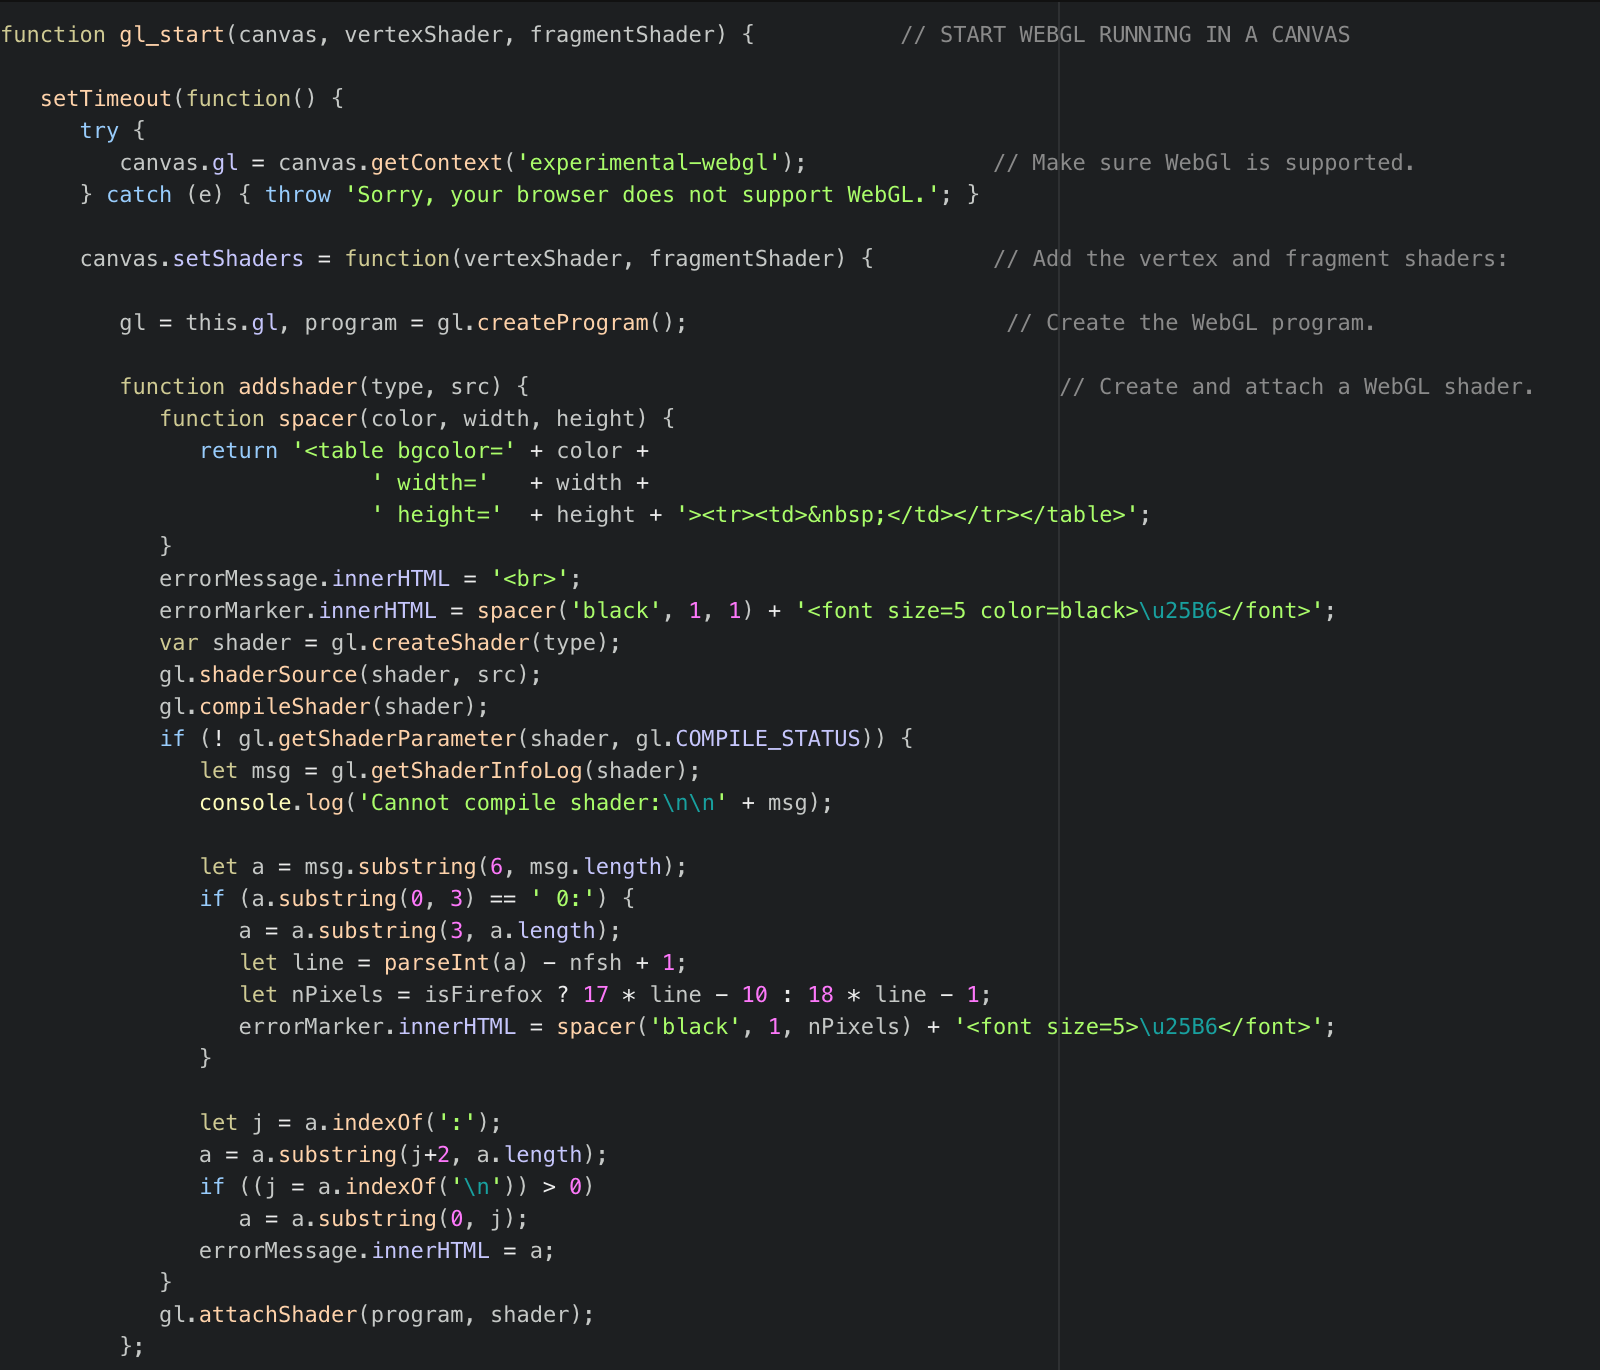 function gl_start(canvas, vertexShader, fragmentShader) {           // START WEBGL RUNNING IN A CANVAS
   setTimeout(function() {
      try {
         canvas.gl = canvas.getContext('experimental-webgl');              // Make sure WebGl is supported.
      } catch (e) { throw 'Sorry, your browser does not support WebGL.'; }
      canvas.setShaders = function(vertexShader, fragmentShader) {         // Add the vertex and fragment shaders:
         gl = this.gl, program = gl.createProgram();                        // Create the WebGL program.
         function addshader(type, src) {                                        // Create and attach a WebGL shader.
            function spacer(color, width, height) {
               return '<table bgcolor=' + color +
                            ' width='   + width +
                            ' height='  + height + '><tr><td>&nbsp;</td></tr></table>';
            }
            errorMessage.innerHTML = '<br>';
            errorMarker.innerHTML = spacer('black', 1, 1) + '<font size=5 color=black>\u25B6</font>';
            var shader = gl.createShader(type);
            gl.shaderSource(shader, src);
            gl.compileShader(shader);
            if (! gl.getShaderParameter(shader, gl.COMPILE_STATUS)) {
               let msg = gl.getShaderInfoLog(shader);
               console.log('Cannot compile shader:\n\n' + msg);
               let a = msg.substring(6, msg.length);
               if (a.substring(0, 3) == ' 0:') {
                  a = a.substring(3, a.length);
                  let line = parseInt(a) - nfsh + 1;
                  let nPixels = isFirefox ? 17 * line - 10 : 18 * line - 1;
                  errorMarker.innerHTML = spacer('black', 1, nPixels) + '<font size=5>\u25B6</font>';
               }
               let j = a.indexOf(':');
               a = a.substring(j+2, a.length);
               if ((j = a.indexOf('\n')) > 0)
                  a = a.substring(0, j);
               errorMessage.innerHTML = a;
            }
            gl.attachShader(program, shader);
         };